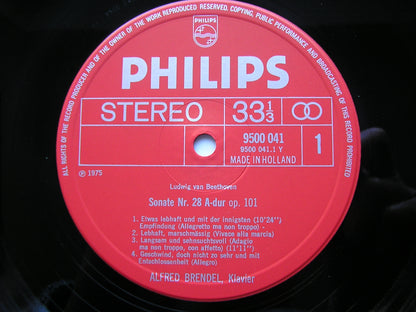 ALL RIGHTS OF THE RECORD PRODUCER AND OF THE OWNER OF THE WORK REPRODUCED RESERVED. COPYING, PUBLIC PERFORMANCE AND BROADCASTING OF THIS RECORD PROHIBITED
PHILIPS
STEREO 33 1/3
9500 041
9500 041.1 Y
MADE IN HOLLAND
1
℗ 1975
Ludwig van Beethoven
Sonate Nr. 28 A-dur op. 101
1. Etwas lebhaft und mit der innigsten (10'24")
Empfindung (Allegretto ma non troppo) -
2. Lebhaft, marschmässig (Vivace alla marcia)
3. Langsam und sehnsuchtsvoll (Adagio
ma non troppo, con affetto) (11'11")
4. Geschwind, doch nicht zo sehr und mit
Entschlossenheit (Allegro)
ALFRED BRENDEL, Klavier